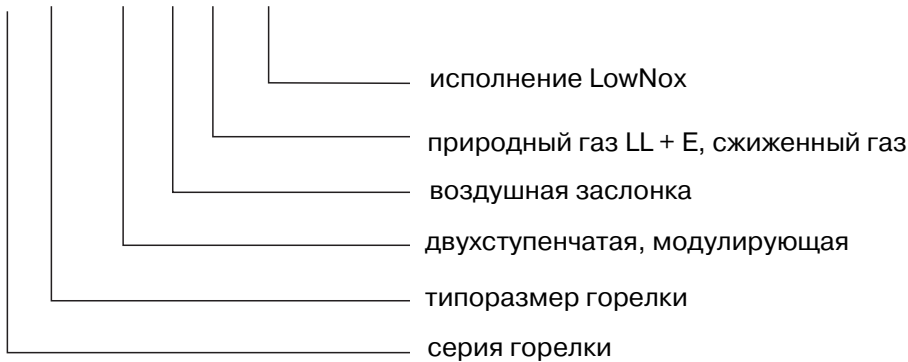 исполнение LowNox
природный газ LL + E, сжиженный газ
воздушная заслонка
двухступенчатая, модулирующая
типоразмер горелки
серия горелки